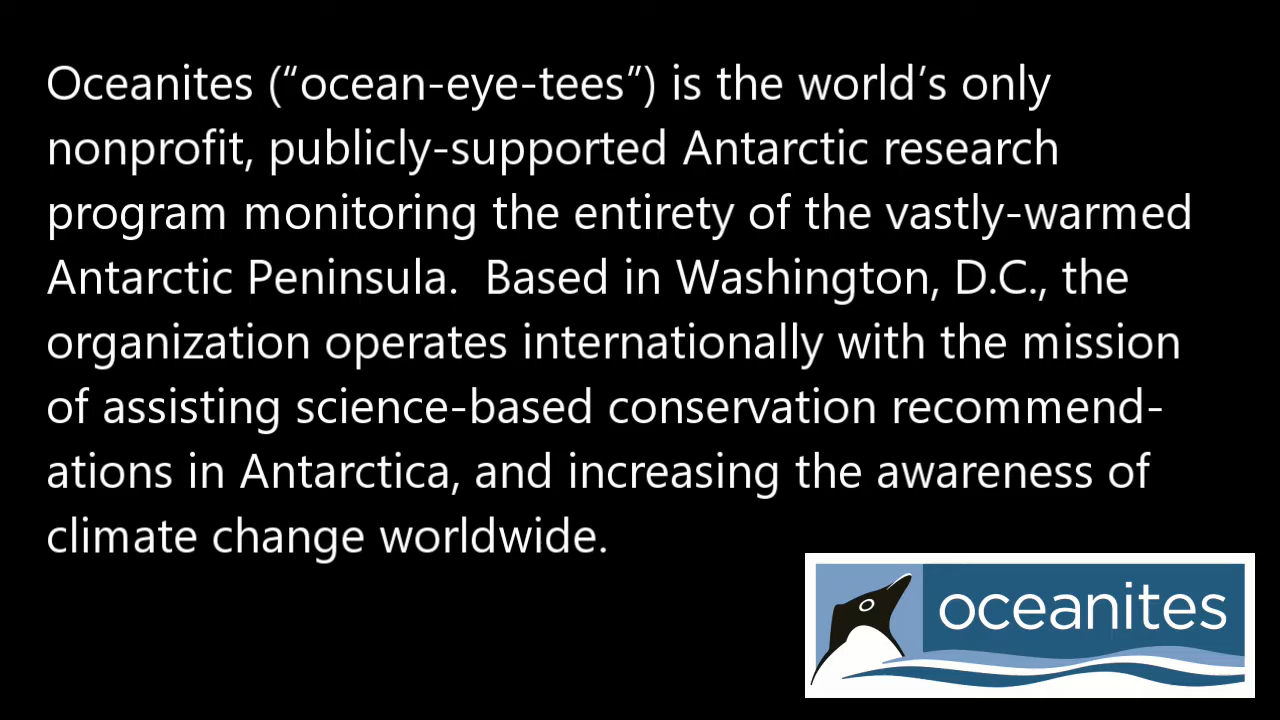 Oceanites (“ocean-eye-tees”) is the world’s only
nonprofit, publicly-supported Antarctic research
program monitoring the entirety of the vastly-warmed
Antarctic Peninsula.  Based in Washington, D.C., the
organization operates internationally with the mission
of assisting science-based conservation recommend-
ations in Antarctica, and increasing the awareness of
climate change worldwide.
oceanites